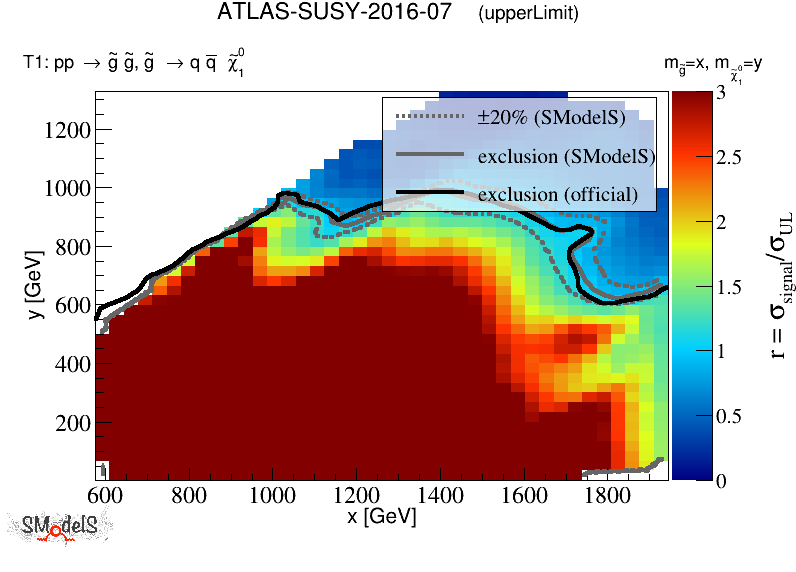 ATLAS-SUSY-2016-07 (upperLimit)
T1: pp → g̃ g̃, g̃ → q q̄ χ̃₁⁰
m_g̃=x, m_χ̃₁⁰=y
±20% (SModelS)
exclusion (SModelS)
exclusion (official)
1200
1000
800
600
400
200
y [GeV]
600 800 1000 1200 1400 1600 1800
x [GeV]
3
2.5
2
1.5
1
0.5
0
r = σ_signal/σ_UL
SModelS